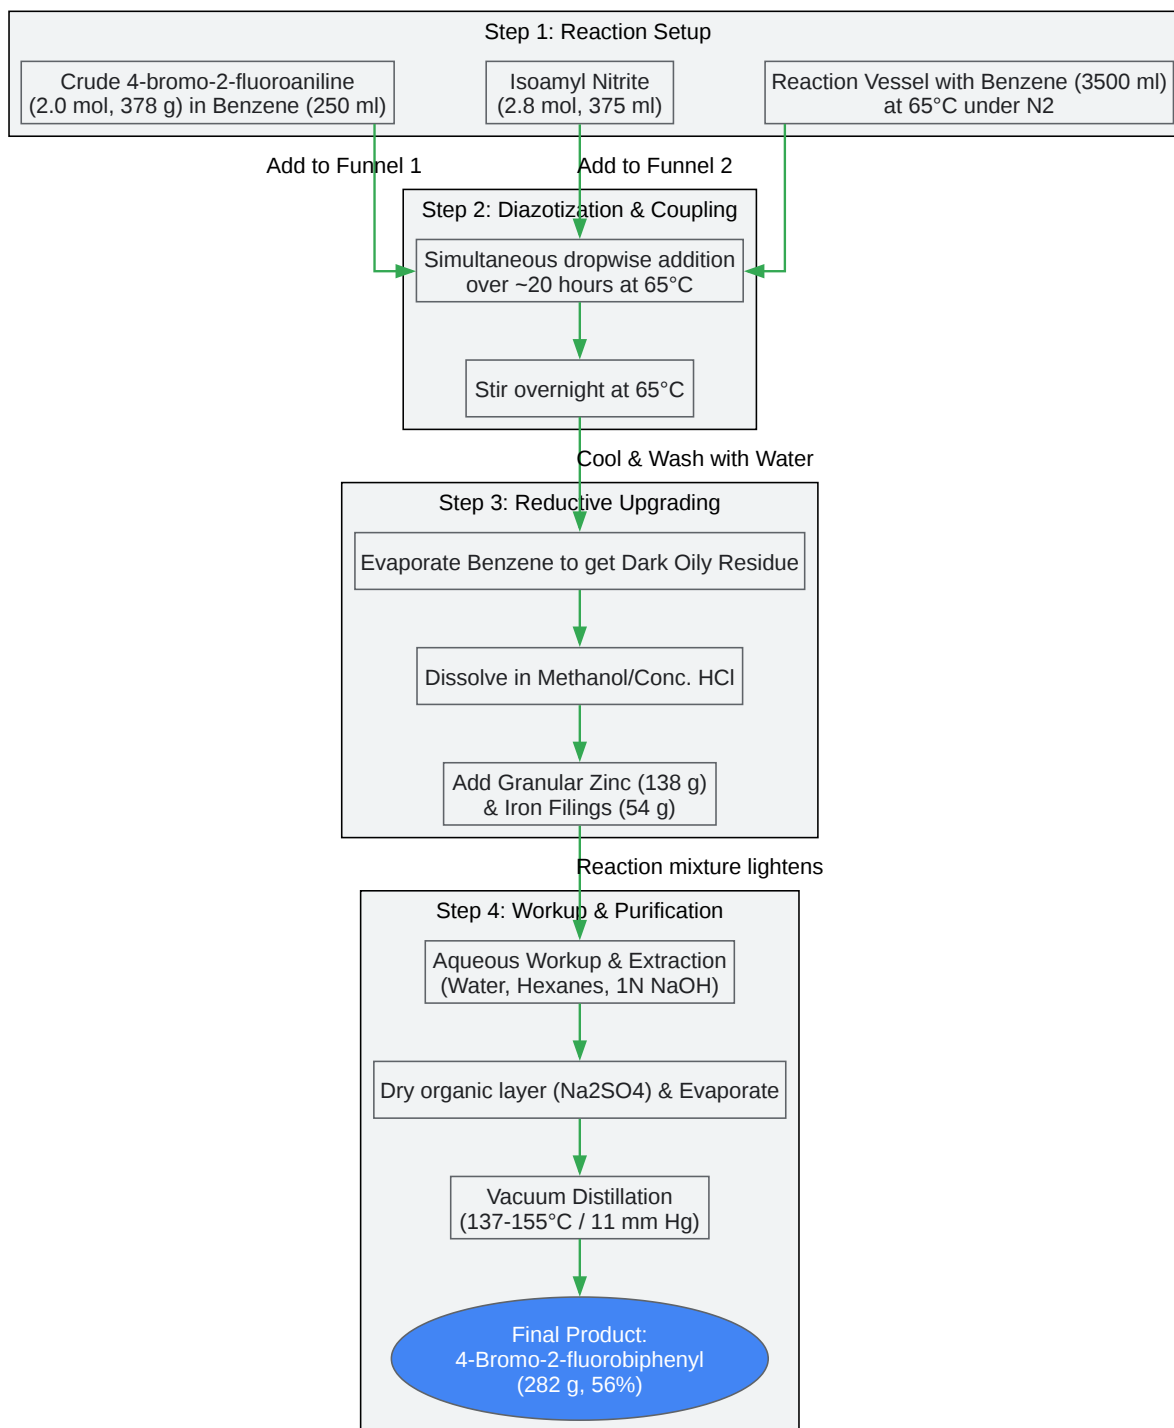 Step 1: Reaction Setup
Crude 4-bromo-2-fluoroaniline
(2.0 mol, 378 g) in Benzene (250 ml)
Isoamyl Nitrite
(2.8 mol, 375 ml)
Reaction Vessel with Benzene (3500 ml)
at 65°C under N2
Add to Funnel 1
Add to Funnel 2
Step 2: Diazotization & Coupling
Simultaneous dropwise addition
over ~20 hours at 65°C
Stir overnight at 65°C
Cool & Wash with Water
Step 3: Reductive Upgrading
Evaporate Benzene to get Dark Oily Residue
Dissolve in Methanol/Conc. HCl
Add Granular Zinc (138 g)
& Iron Filings (54 g)
Reaction mixture lightens
Step 4: Workup & Purification
Aqueous Workup & Extraction
(Water, Hexanes, 1N NaOH)
Dry organic layer (Na2SO4) & Evaporate
Vacuum Distillation
(137-155°C / 11 mm Hg)
Final Product:
4-Bromo-2-fluorobiphenyl
(282 g, 56%)